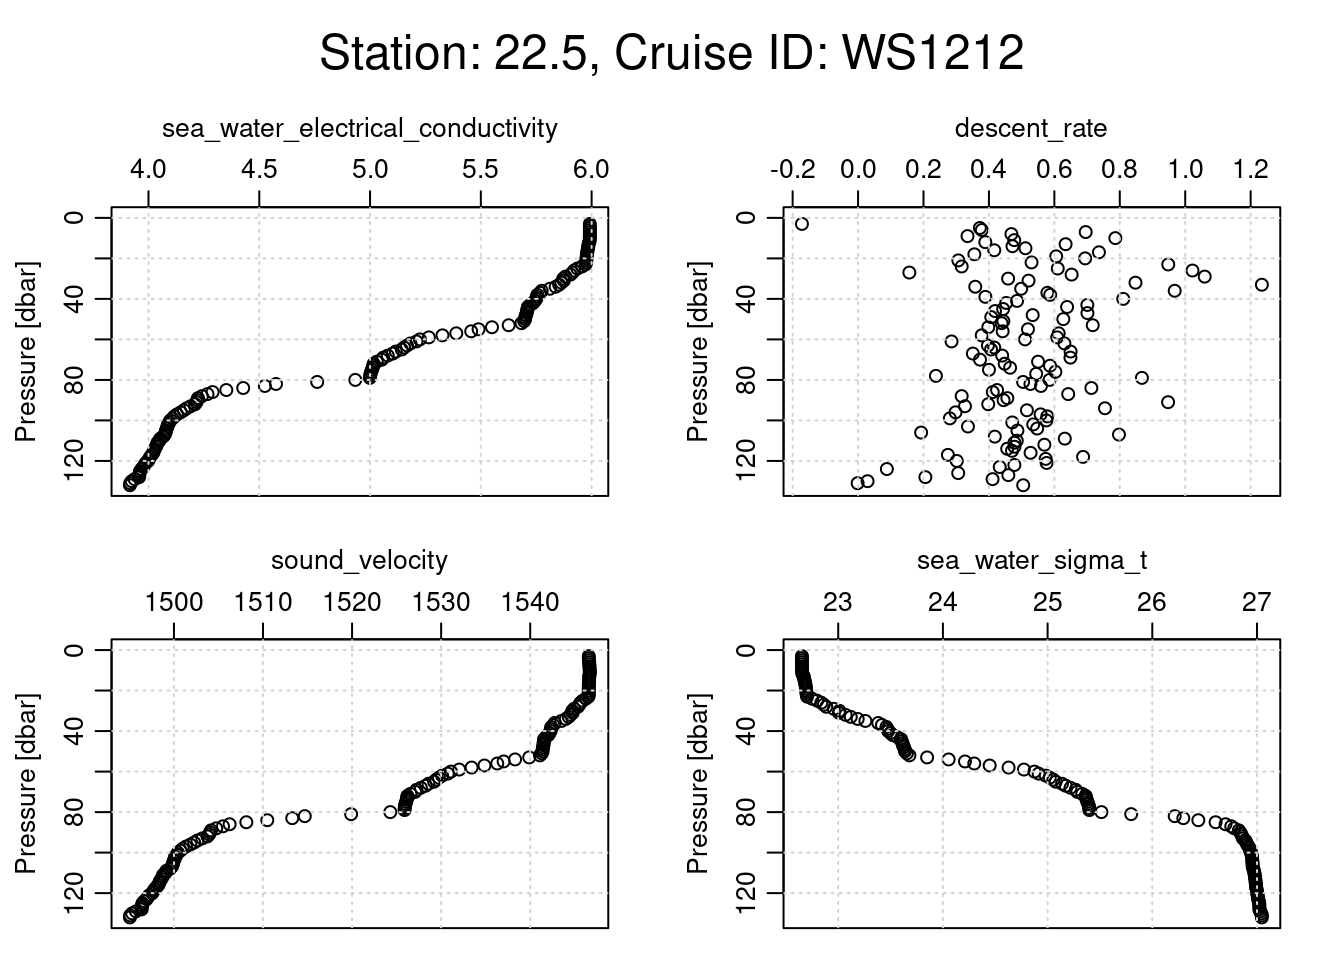 Station: 22.5, Cruise ID: WS1212
sea_water_electrical_conductivity
4.0 4.5 5.0 5.5 6.0
Pressure [dbar]
0 40 80 120
descent_rate
-0.2 0.0 0.2 0.4 0.6 0.8 1.0 1.2
Pressure [dbar]
0 40 80 120
sound_velocity
1500 1510 1520 1530 1540
Pressure [dbar]
0 40 80 120
sea_water_sigma_t
23 24 25 26 27
Pressure [dbar]
0 40 80 120